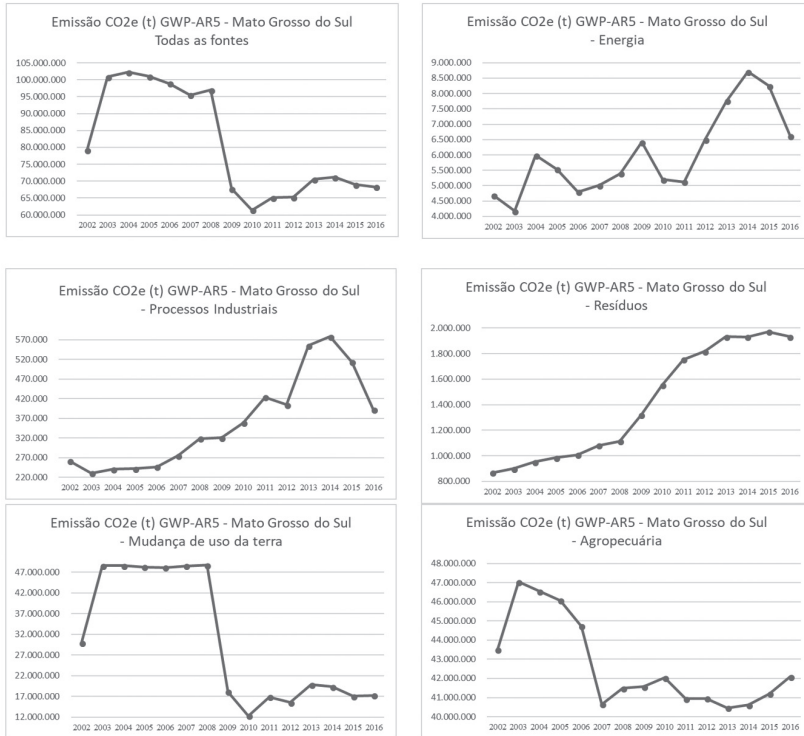 Emissão CO2e (t) GWP-AR5 - Mato Grosso do Sul
Todas as fontes
105.000.000
100.000.000
95.000.000
90.000.000
85.000.000
80.000.000
75.000.000
70.000.000
65.000.000
60.000.000
2002 2003 2004 2005 2006 2007 2008 2009 2010 2011 2012 2013 2014 2015 2016
Emissão CO2e (t) GWP-AR5 - Mato Grosso do Sul
- Energia
9.000.000
8.500.000
8.000.000
7.500.000
7.000.000
6.500.000
6.000.000
5.500.000
5.000.000
4.500.000
4.000.000
2002 2003 2004 2005 2006 2007 2008 2009 2010 2011 2012 2013 2014 2015 2016
Emissão CO2e (t) GWP-AR5 - Mato Grosso do Sul
- Processos Industriais
570.000
520.000
470.000
420.000
370.000
320.000
270.000
220.000
2002 2003 2004 2005 2006 2007 2008 2009 2010 2011 2012 2013 2014 2015 2016
Emissão CO2e (t) GWP-AR5 - Mato Grosso do Sul
- Resíduos
2.000.000
1.800.000
1.600.000
1.400.000
1.200.000
1.000.000
800.000
2002 2003 2004 2005 2006 2007 2008 2009 2010 2011 2012 2013 2014 2015 2016
Emissão CO2e (t) GWP-AR5 - Mato Grosso do Sul
- Mudança de uso da terra
47.000.000
42.000.000
37.000.000
32.000.000
27.000.000
22.000.000
17.000.000
12.000.000
2002 2003 2004 2005 2006 2007 2008 2009 2010 2011 2012 2013 2014 2015 2016
Emissão CO2e (t) GWP-AR5 - Mato Grosso do Sul
- Agropecuária
48.000.000
47.000.000
46.000.000
45.000.000
44.000.000
43.000.000
42.000.000
41.000.000
40.000.000
2002 2003 2004 2005 2006 2007 2008 2009 2010 2011 2012 2013 2014 2015 2016